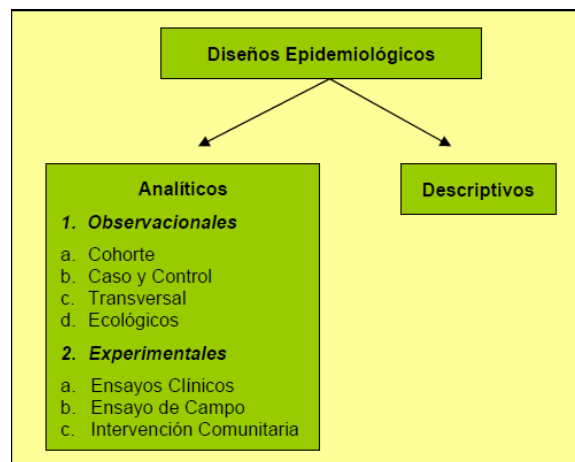 Diseños Epidemiológicos
Analíticos
1. Observacionales
a. Cohorte
b. Caso y Control
c. Transversal
d. Ecológicos
2. Experimentales
a. Ensayos Clínicos
b. Ensayo de Campo
c. Intervención Comunitaria
Descriptivos